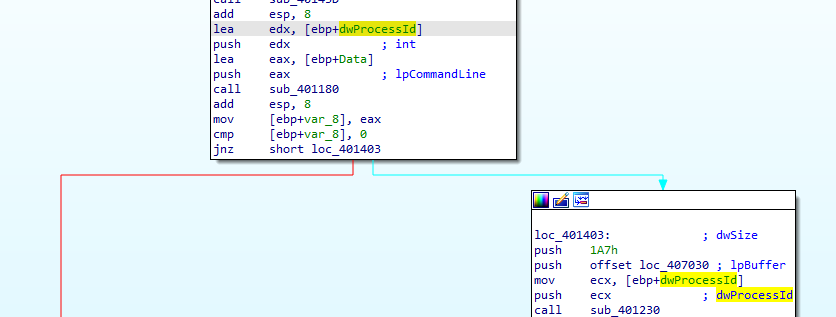 call sub_40143D
add esp, 8
lea edx, [ebp+dwProcessId]
push edx ; int
lea eax, [ebp+Data]
push eax ; lpCommandLine
call sub_401180
add esp, 8
mov [ebp+var_8], eax
cmp [ebp+var_8], 0
jnz short loc_401403
loc_401403: ; dwSize
push 1A7h
push offset loc_407030 ; lpBuffer
mov ecx, [ebp+dwProcessId]
push ecx ; dwProcessId
call sub_401230